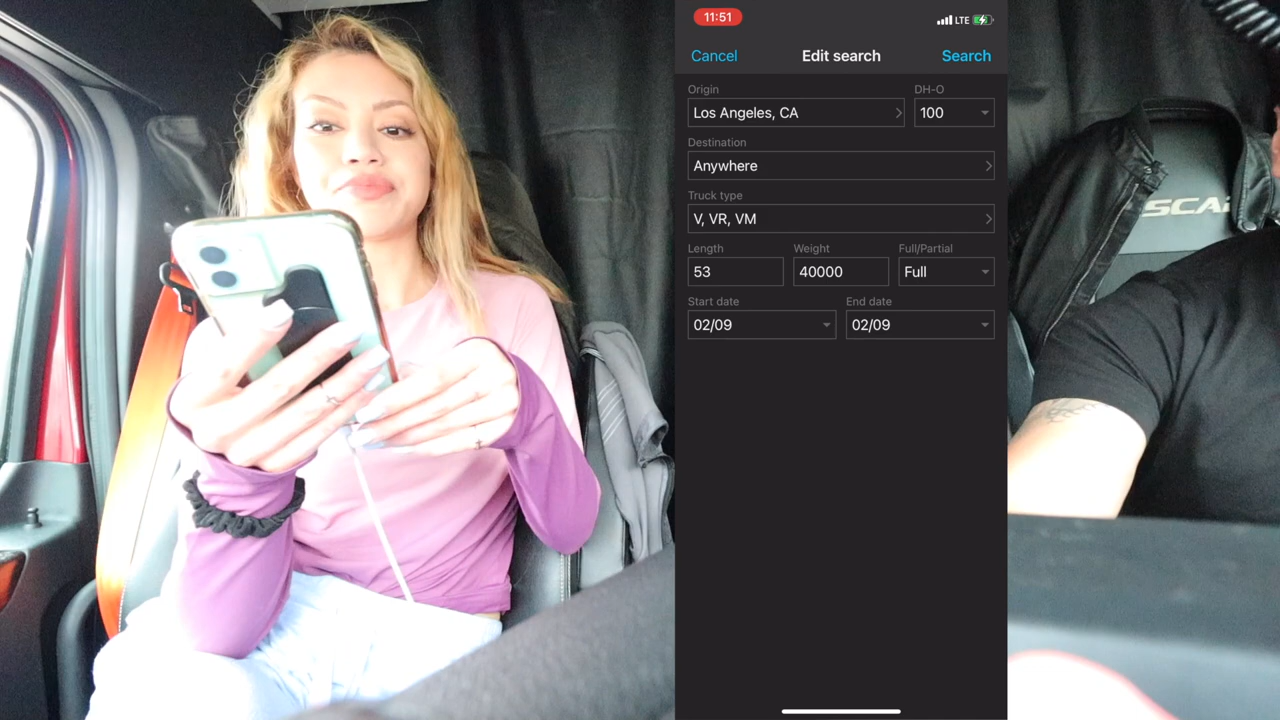 11:51
LTE
Cancel
Edit search
Search
Origin
DH-O
Los Angeles, CA
100
Destination
Anywhere
Truck type
V, VR, VM
Length
Weight
Full/Partial
53
40000
Full
Start date
End date
02/09
02/09